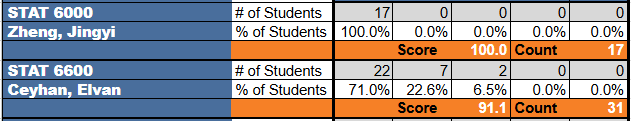 STAT 6000 # of Students 17 0 0 0 0
Zheng, Jingyi % of Students 100.0% 0.0% 0.0% 0.0% 0.0%
Score 100.0 Count 17
STAT 6600 # of Students 22 7 2 0 0
Ceyhan, Elvan % of Students 71.0% 22.6% 6.5% 0.0% 0.0%
Score 91.1 Count 31